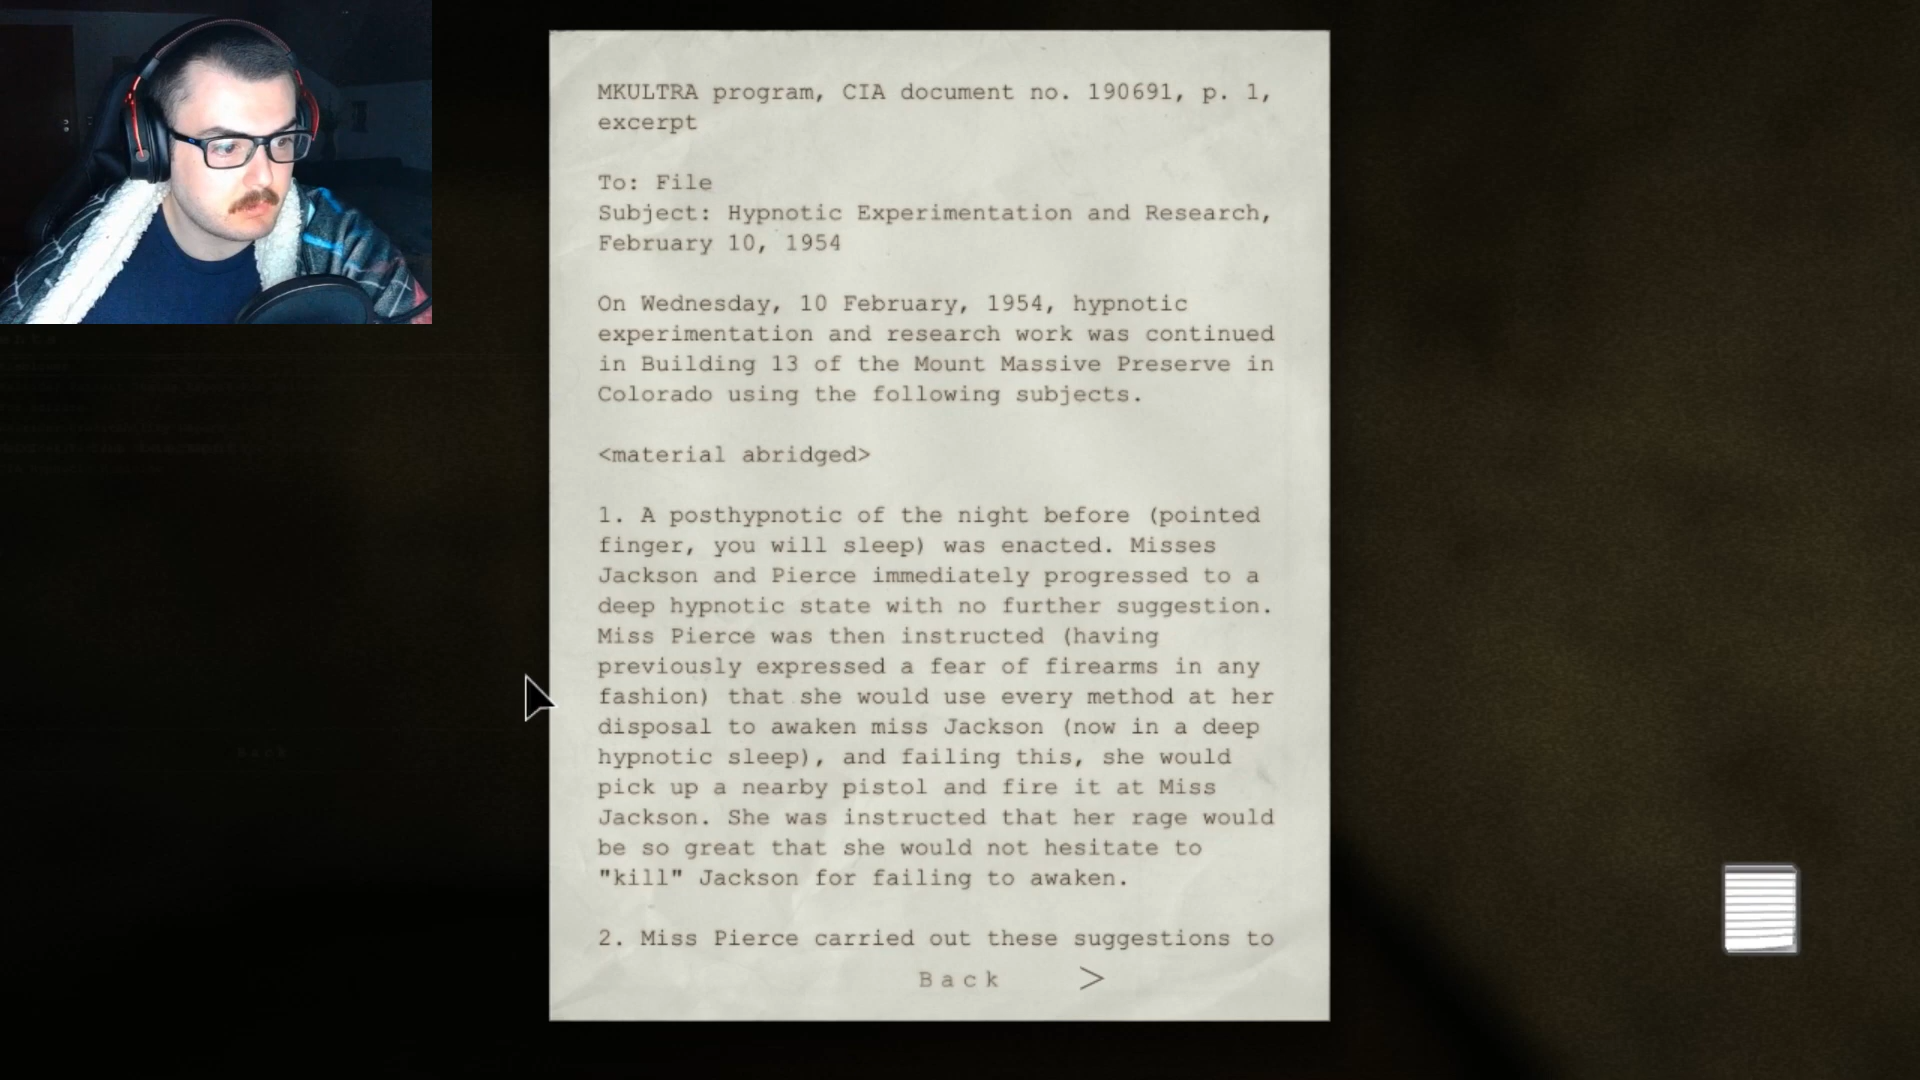 MKULTRA program, CIA document no. 190691, p. 1,
excerpt
To: File
Subject: Hypnotic Experimentation and Research,
February 10, 1954
On Wednesday, 10 February, 1954, hypnotic
experimentation and research work was continued
in Building 13 of the Mount Massive Preserve in
Colorado using the following subjects.
<material abridged>
1. A posthypnotic of the night before (pointed
finger, you will sleep) was enacted. Misses
Jackson and Pierce immediately progressed to a
deep hypnotic state with no further suggestion.
Miss Pierce was then instructed (having
previously expressed a fear of firearms in any
fashion) that she would use every method at her
disposal to awaken miss Jackson (now in a deep
hypnotic sleep), and failing this, she would
pick up a nearby pistol and fire it at Miss
Jackson. She was instructed that her rage would
be so great that she would not hesitate to
"kill" Jackson for failing to awaken.
2. Miss Pierce carried out these suggestions to
Back >
Back